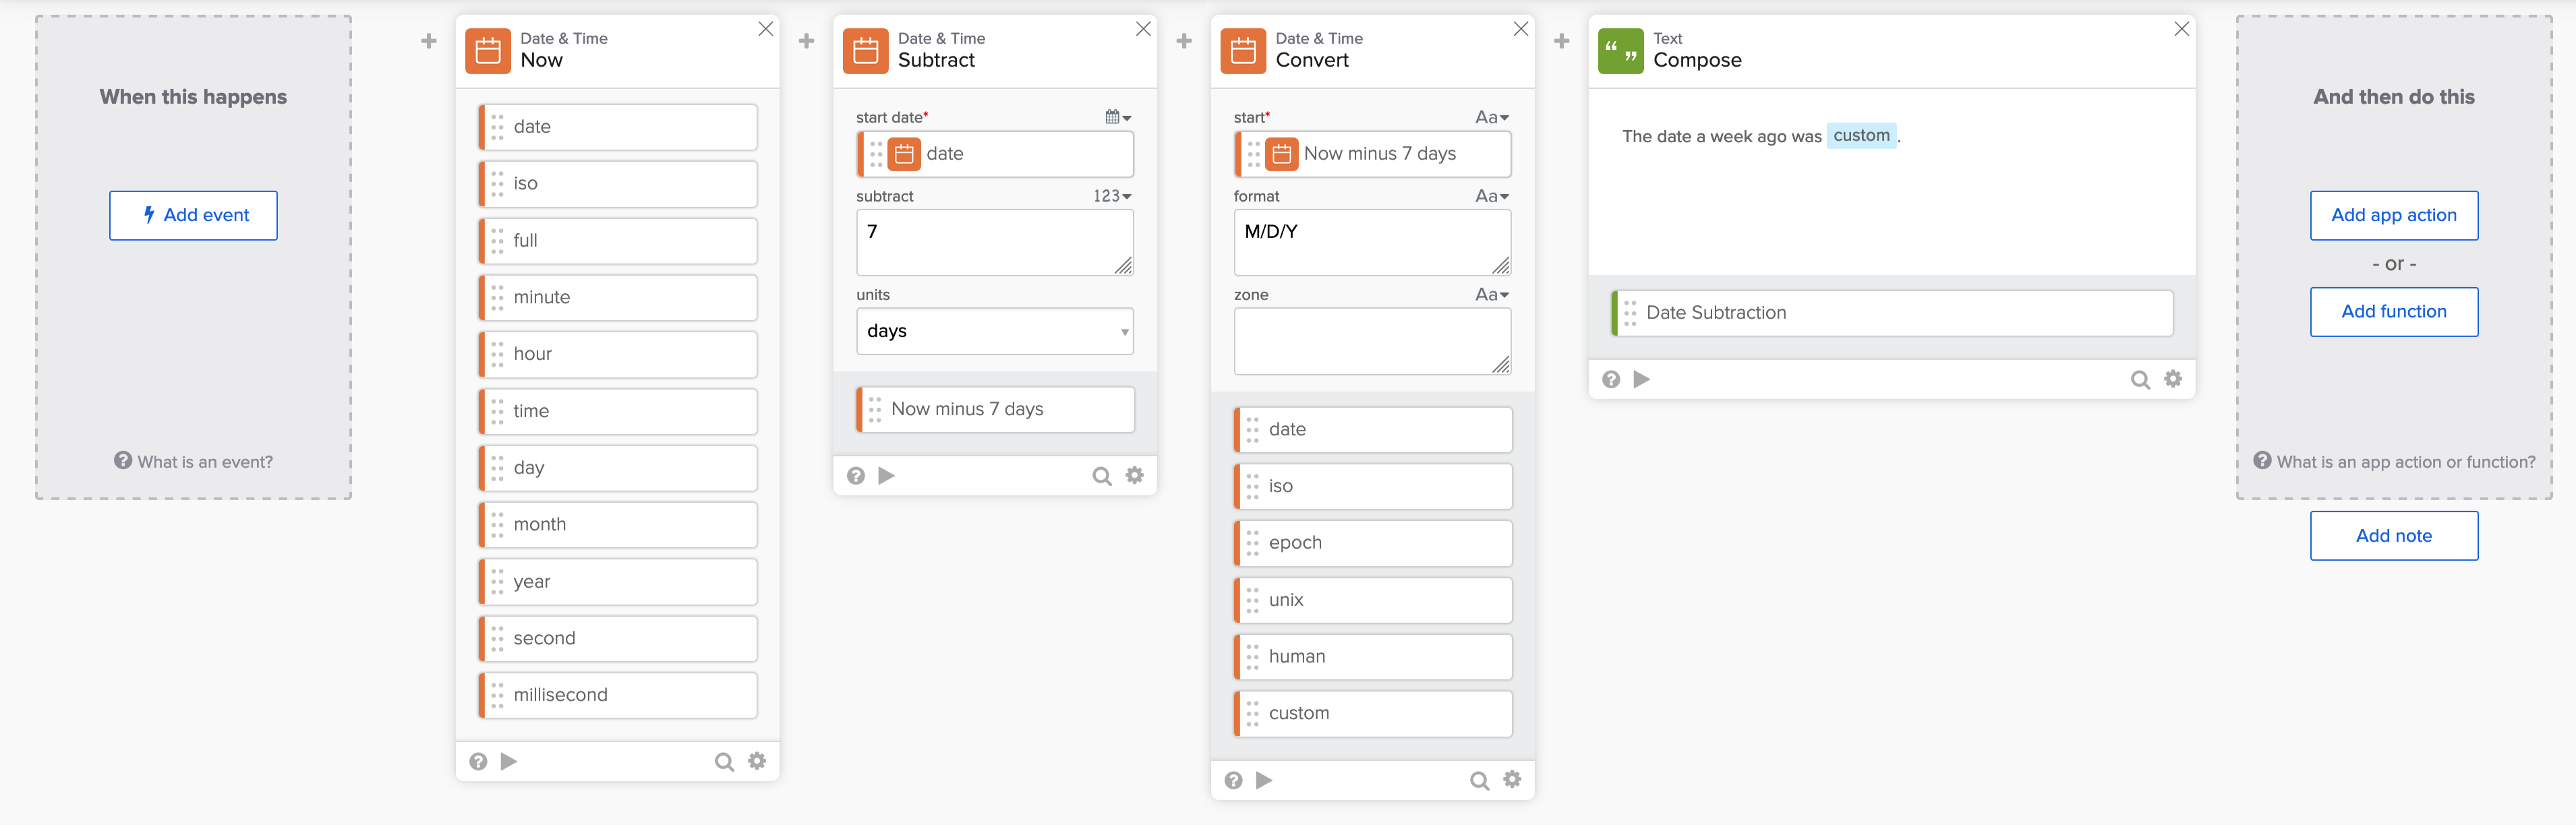 When this happens
Add event
What is an event?
Date & Time
Now
date
iso
full
minute
hour
time
day
month
year
second
millisecond
Date & Time
Subtract
start date*
date
subtract
123
7
units
days
Now minus 7 days
Date & Time
Convert
start*
Aa
Now minus 7 days
format
Aa
M/D/Y
zone
Aa
date
iso
epoch
unix
human
custom
Text
Compose
The date a week ago was custom.
Date Subtraction
And then do this
Add app action
- or -
Add function
What is an app action or function?
Add note